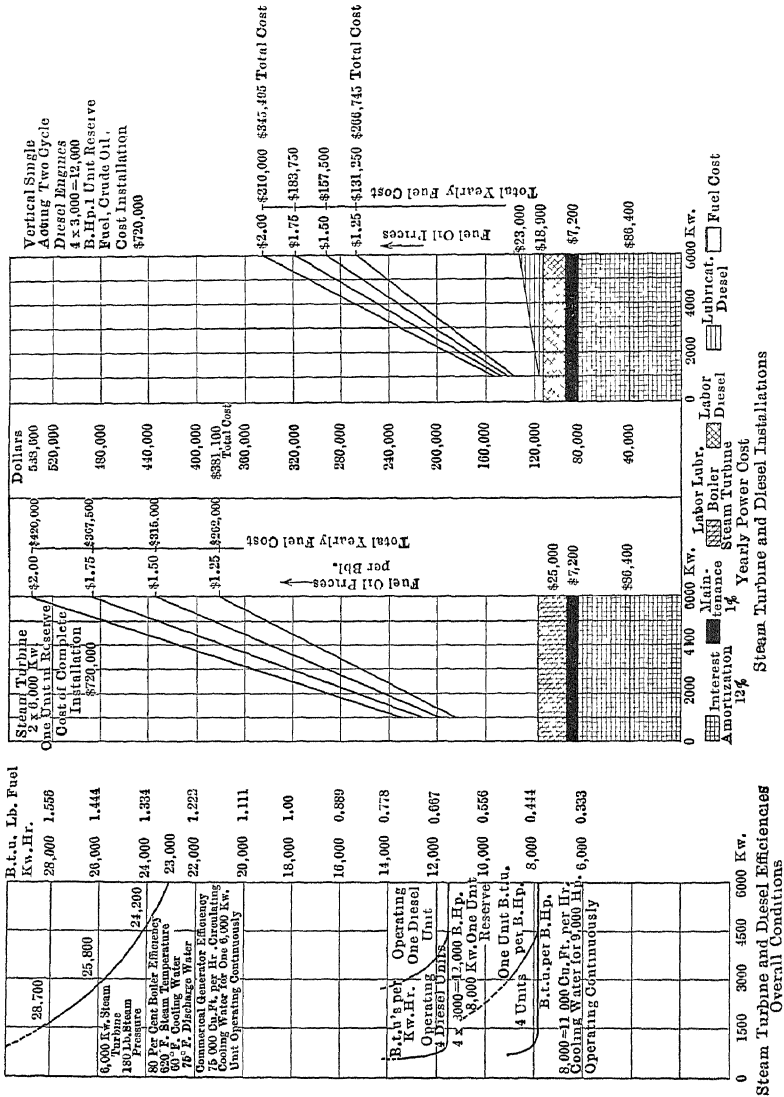 B.t.u. Lb. Fuel
Kw.Hr.
28,000 1.556
26,000 1.444
24,000 1.334
23,000
22,000 1.222
20,000 1.111
18,000 1.00
16,000 0.889
14,000 0.778
12,000 0.667
10,000 0.556
8,000 0.444
6,000 0.333
28.700
25,800
24,200
6,000 Kw. Steam
Turbine
180 Lb. Steam
Pressure
80 Per Cent Boiler Efficiency
620° F. Steam Temperature
60° F. Cooling Water
75° F. Discharge Water
Commerical Generator Efficiency
75 000 Cu. Ft. per Hr. Circulating
Cooling Water for One 6,000 Kw.
Unit Operating Continuously
B.t.u's per
Kw. Hr.
Operating
One Diesel
Unit
Operating
4 Diesel Units
4 x 3000=12,000 B.Hp.
8,000 Kw. One Unit
Reserve
One Unit B.t.u.
per B.Hp.
4 Units
B.t.u. per B.Hp.
8,000=11 000 Cu. Ft. per Hr.
Cooling Water for 9,000 Hp.
Operating Continuously
0 1500 3000 4500 6000 Kw.
Steam Turbine and Diesel Efficiencies
Overall Conditions
Steam Turbine
2 x 6,000 Kw.
One Unit in Reserve
Cost of Complete
Installation
$720,000
$2.00 $420,000
$1.75 $367,500
$1.50 $315,000
$1.25 $262,000
Total Yearly Fuel Cost
Fuel Oil Prices
per Bbl.
$25,000
$7,200
$86,400
0 2000 4000 6000 Kw.
Dollars
538,000
520,000
480,000
440,000
400,000
$381,100
Total Cost
300,000
320,000
280,000
240,000
200,000
160,000
120,000
80,000
40,000
Vertical Single
Acting Two Cycle
Diesel Engines
4 x 3,000=12,000
B.Hp. 1 Unit Reserve
Fuel, Crude Oil.
Cost Installation
$720,000
$2.00 $210,000 $345,495 Total Cost
$1.75 $183,750
$1.50 $157,500
$1.25 $131,250 $266,745 Total Cost
Total Yearly Fuel Cost
Fuel Oil Prices
$23,000
$18,900
$7,200
$86,400
0 2000 4000 6000 Kw.
Interest
Amortization
12%
Main-
tenance
1%
Labor Lubr.
Boiler
Steam Turbine
Labor
Diesel
Lubricat.
Diesel
Fuel Cost
Yearly Power Cost
Steam Turbine and Diesel Installations